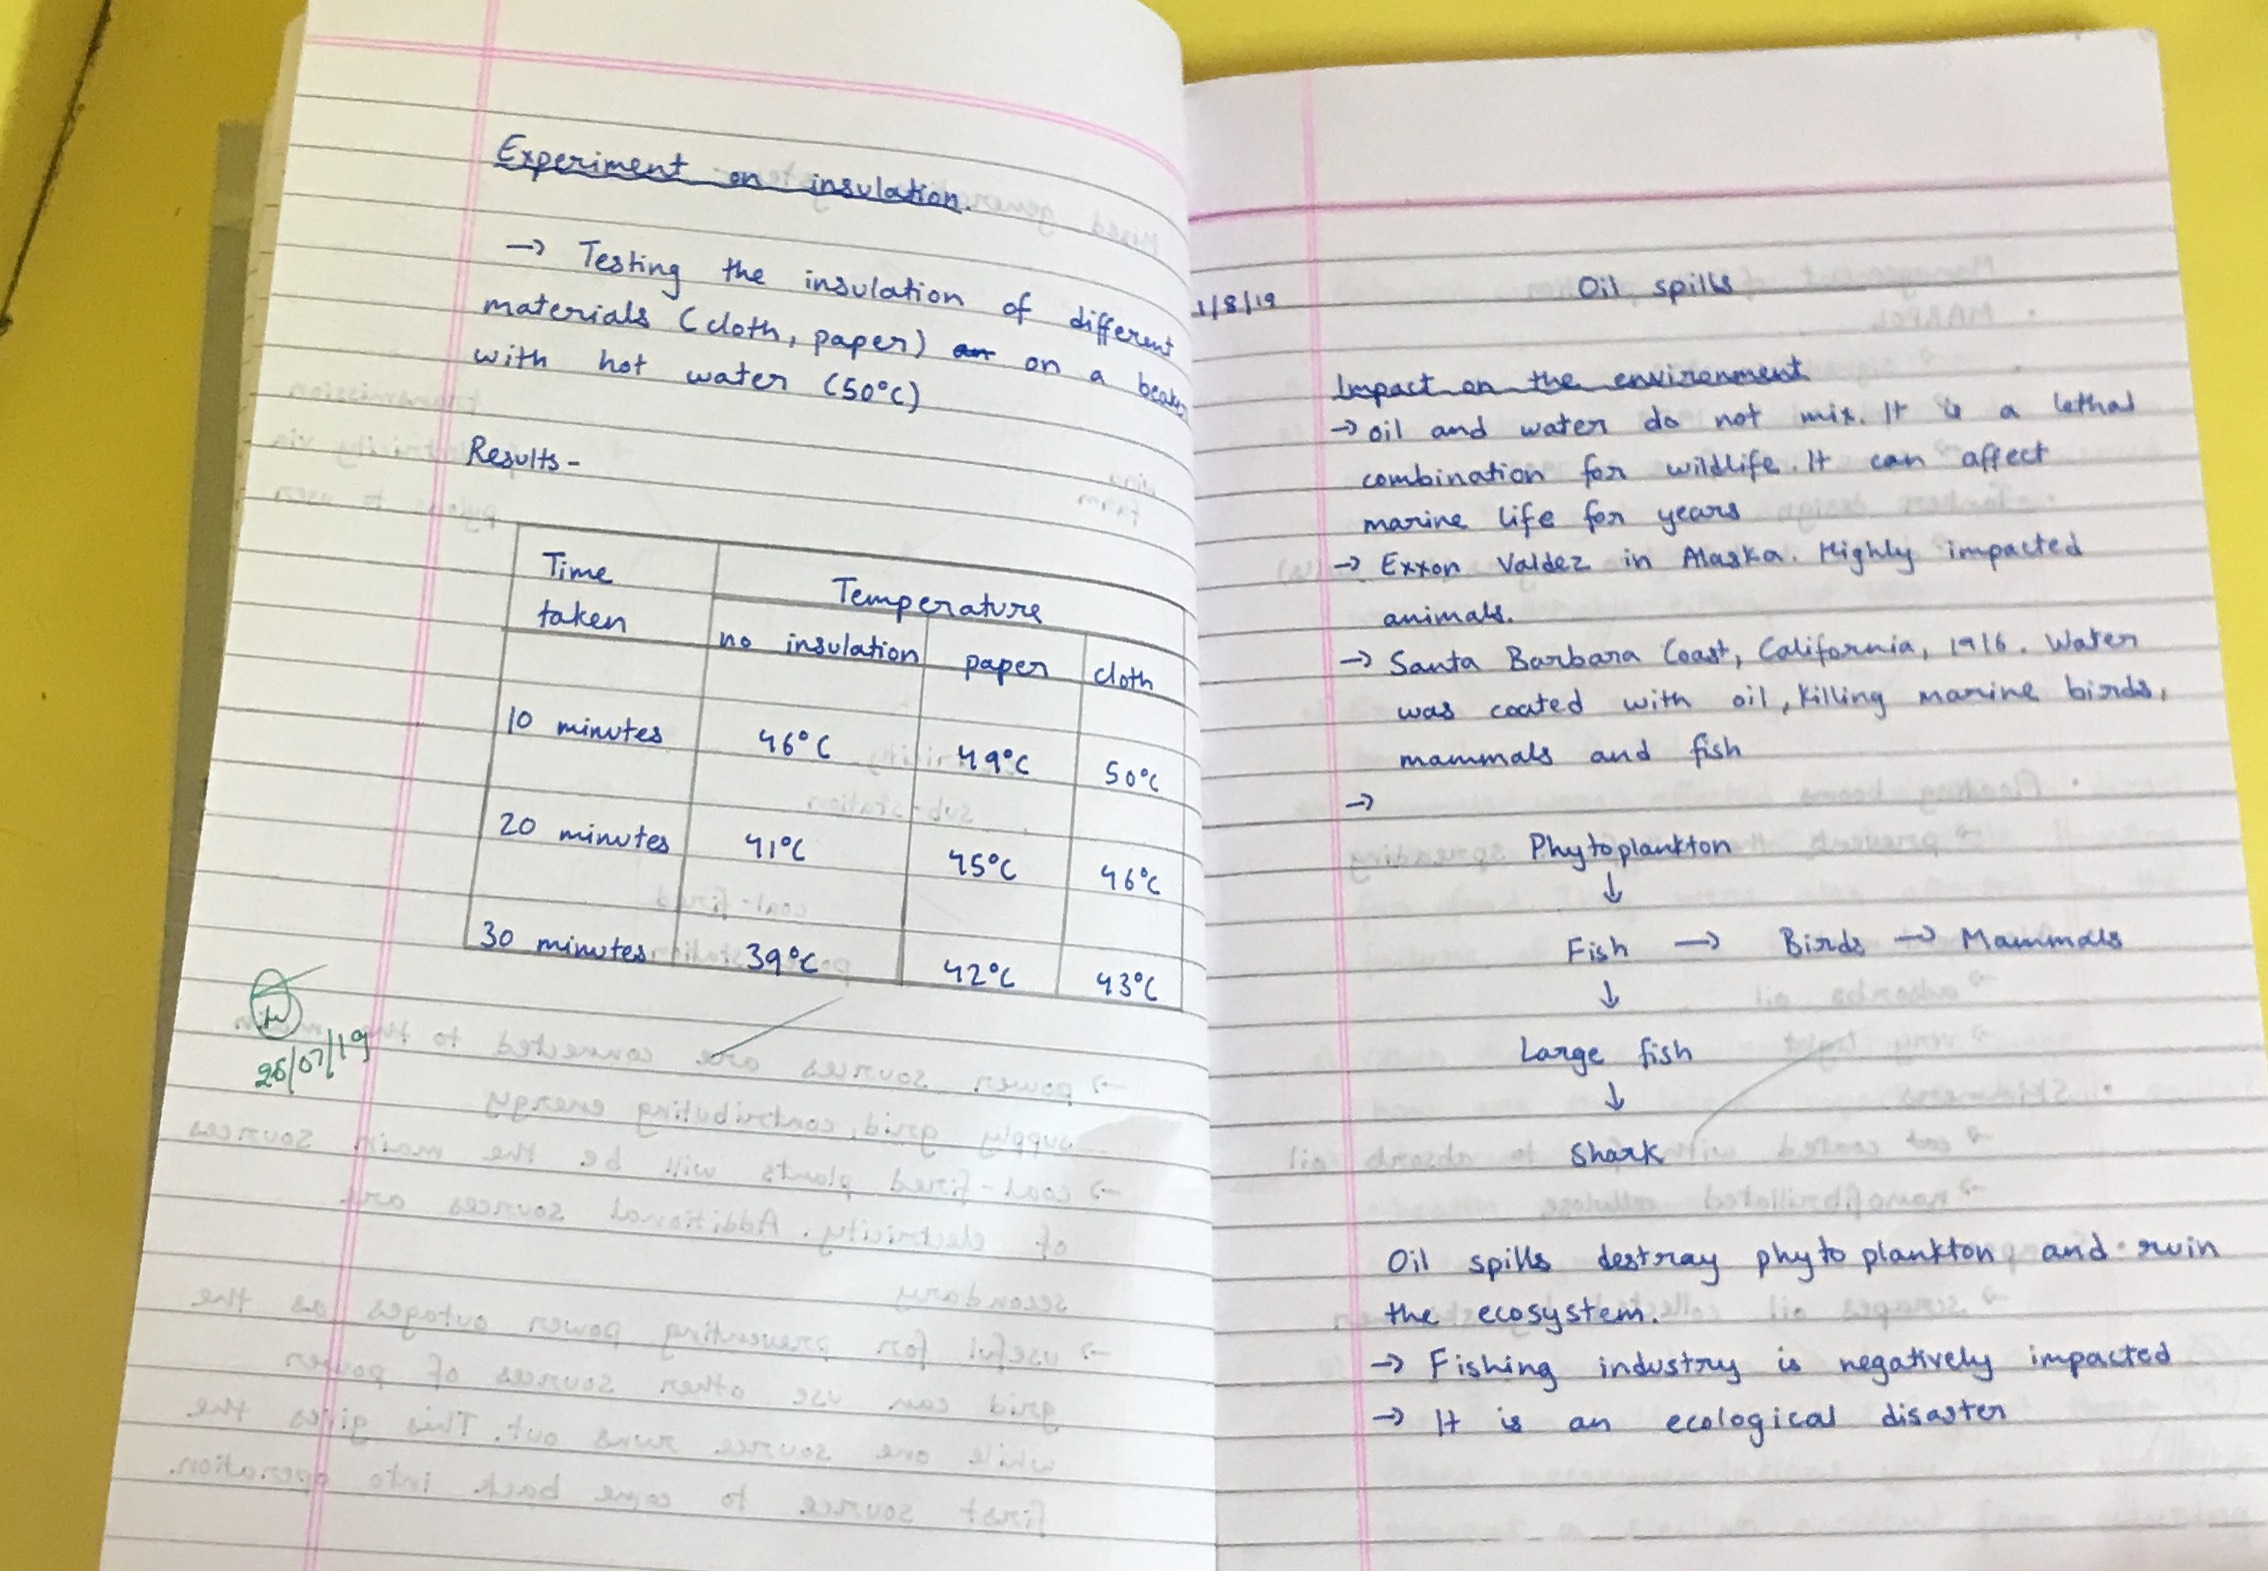 Experiment on insulation.
→ Testing the insulation of different
materials (cloth, paper) on a beaker
with hot water (50°C)
Results -
Time taken Temperature
no insulation paper cloth
10 minutes 46°C 49°C 50°C
20 minutes 41°C 45°C 46°C
30 minutes 39°C 42°C 43°C
26/07/19
1/8/19 Oil spills
Impact on the environment
→ oil and water do not mix. It is a lethal
combination for wildlife. It can affect
marine life for years
→ Exxon Valdez in Alaska. Highly impacted
animals.
→ Santa Barbara Coast, California, 1916. Water
was coated with oil, killing marine birds,
mammals and fish
→
Phytoplankton
↓
Fish → Birds → Mammals
↓
Large fish
↓
Shark
Oil spills destray phyto plankton and ruin
the ecosystem.
→ Fishing industry is negatively impacted
→ It is an ecological disaster